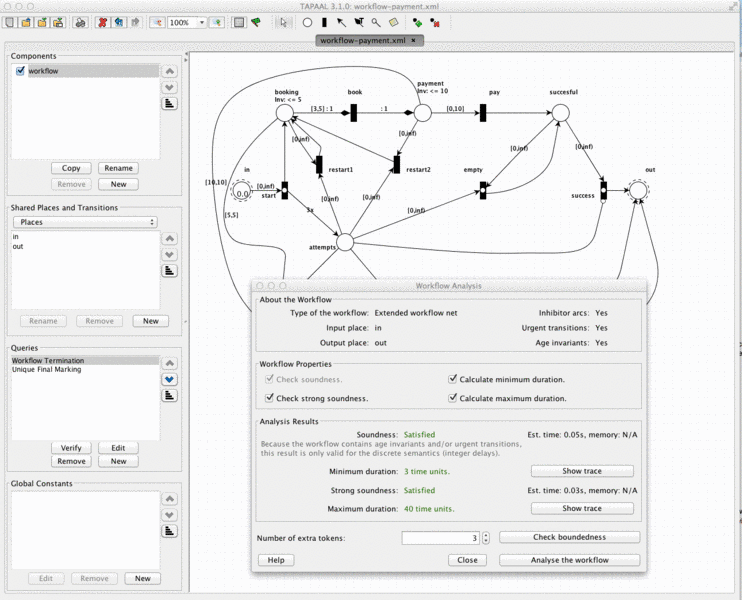 TAPAAL 3.1.0: workflow-payment.xml
100%
workflow-payment.xml
Components
workflow
Copy
Rename
Remove
New
Shared Places and Transitions
Places
in
out
Rename
Remove
New
Queries
Workflow Termination
Unique Final Marking
Verify
Edit
Remove
New
Global Constants
Edit
Remove
New
booking
Inv: <= 5
book
payment
Inv: <= 10
pay
succesful
[3,5] : 1
: 1
[0,10]
[0,inf)
[0,inf)
[0,inf)
restart1
restart2
empty
in
out
[10,10]
[0,inf)
0.0
start
[0,inf)
[0,inf)
success
[5,5]
3x
[0,inf)
attempts
Workflow Analysis
About the Workflow
Type of the workflow: Extended workflow net
Inhibitor arcs: Yes
Input place: in
Urgent transitions: Yes
Output place: out
Age invariants: Yes
Workflow Properties
Check soundness.
Calculate minimum duration.
Check strong soundness.
Calculate maximum duration.
Analysis Results
Soundness: Satisfied
Est. time: 0.05s, memory: N/A
Because the workflow contains age invariants and/or urgent transitions,
this result is only valid for the discrete semantics (integer delays).
Minimum duration: 3 time units.
Show trace
Strong soundness: Satisfied
Est. time: 0.03s, memory: N/A
Maximum duration: 40 time units.
Show trace
Number of extra tokens:
3
Check boundedness
Help
Close
Analyse the workflow